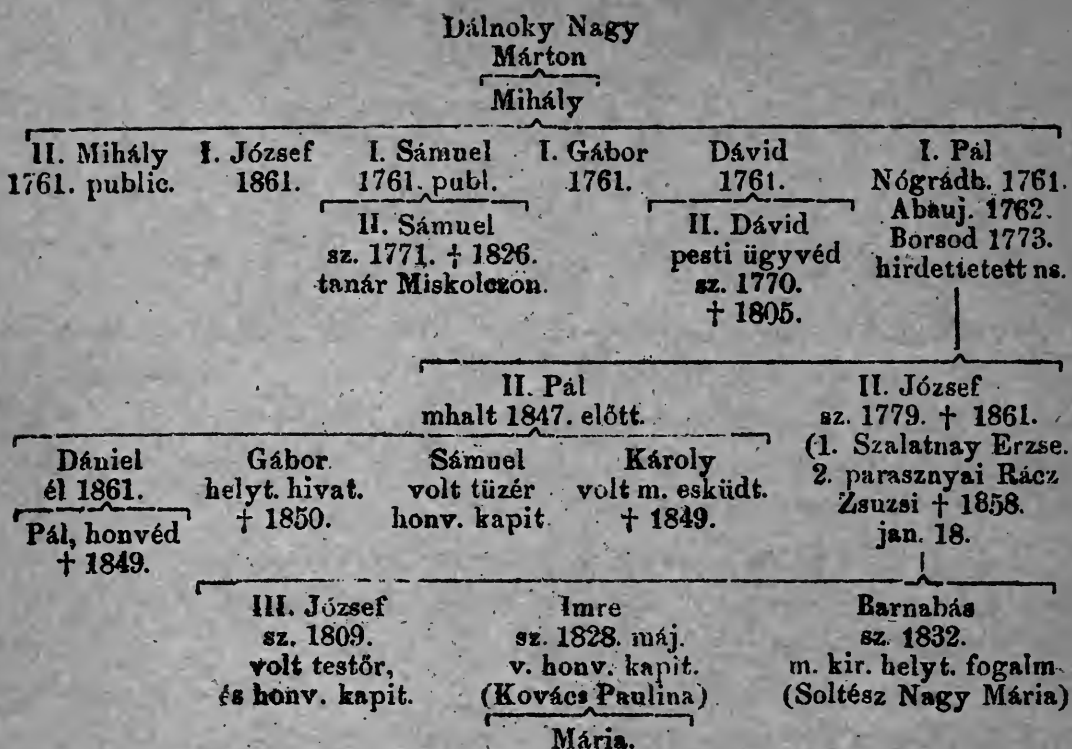 Dálnoky Nagy
Márton
Mihály
II. Mihály I. József I. Sámuel I. Gábor Dávid I. Pál
1761. public. 1861. 1761. publ. 1761. 1761. Nógrádb. 1761.
Abauj. 1762.
Borsod 1773.
hirdettetett ns.
II. Sámuel
sz. 1771. † 1826.
tanár Miskolczon.
II. Dávid
pesti ügyvéd
sz. 1770.
† 1805.
II. Pál
mhalt 1847. előtt.
II. József
sz. 1779. † 1861.
(1. Szalatnay Erzse.
2. parasznyai Rácz
Zsuzsi † 1858.
jan. 18.
Dániel Gábor Sámuel Károly
él 1861. helyt. hivat. volt tüzér volt m. esküdt.
† 1850. honv. kapit † 1849.
Pál, honvéd
† 1849.
III. József Imre Barnabás
sz. 1809. sz. 1828. máj. sz. 1832.
volt testőr, v. honv. kapit. m. kir. helyt. fogalm
és honv. kapit. (Kovács Paulina) (Soltész Nagy Mária)
Mária.